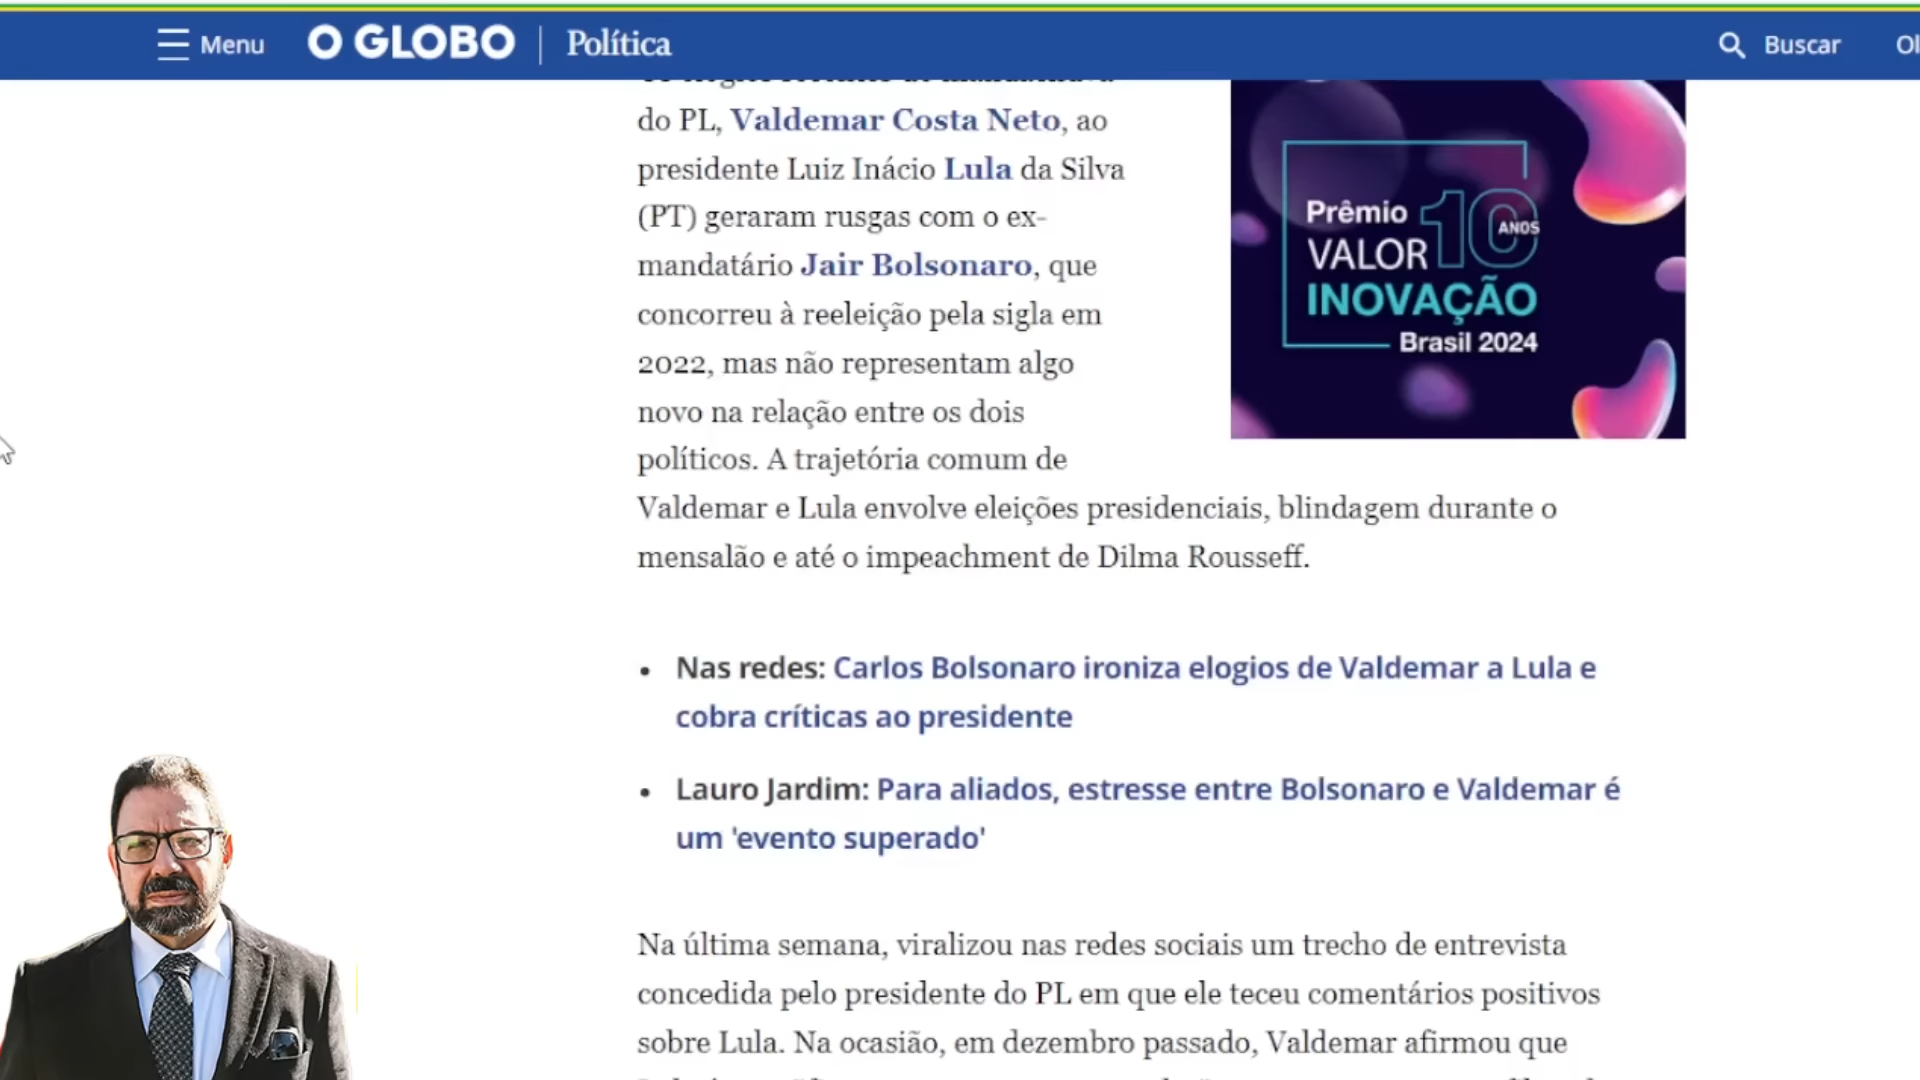 Menu
O GLOBO
Política
Buscar
do PL, Valdemar Costa Neto, ao
presidente Luiz Inácio Lula da Silva
(PT) geraram rusgas com o ex-
mandatário Jair Bolsonaro, que
concorreu à reeleição pela sigla em
2022, mas não representam algo
novo na relação entre os dois
políticos. A trajetória comum de
Valdemar e Lula envolve eleições presidenciais, blindagem durante o
mensalão e até o impeachment de Dilma Rousseff.
Prêmio 10
ANOS
VALOR
INOVAÇÃO
Brasil 2024
• Nas redes: Carlos Bolsonaro ironiza elogios de Valdemar a Lula e
cobra críticas ao presidente
• Lauro Jardim: Para aliados, estresse entre Bolsonaro e Valdemar é
um 'evento superado'
Na última semana, viralizou nas redes sociais um trecho de entrevista
concedida pelo presidente do PL em que ele teceu comentários positivos
sobre Lula. Na ocasião, em dezembro passado, Valdemar afirmou que